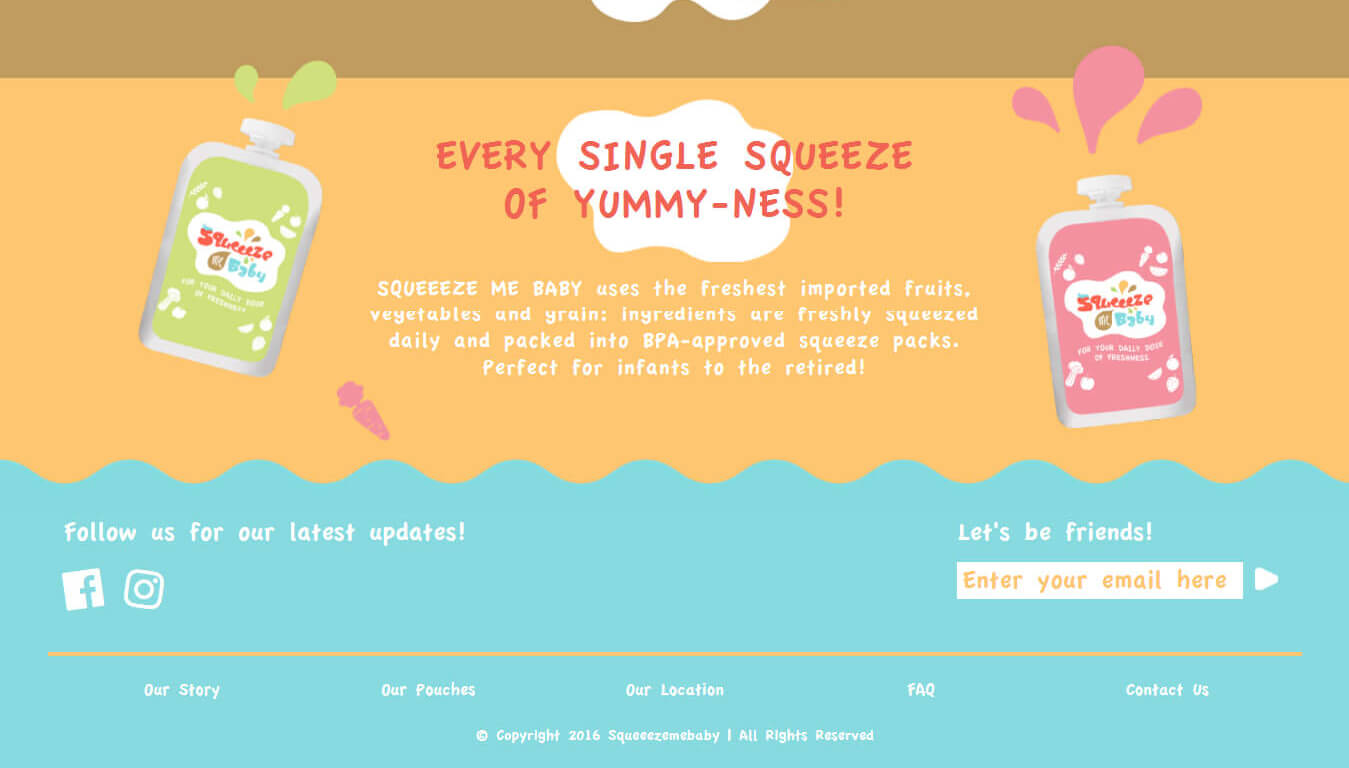 EVERY SINGLE SQUEEZE
OF YUMMY-NESS!
SQUEEEZE ME BABY uses the freshest imported fruits,
vegetables and grain; ingredients are freshly squeezed
daily and packed into BPA-approved squeeze packs.
Perfect for infants to the retired!
Squeeeze
ME Baby
FOR YOUR DAILY DOSE
OF FRESHNESS
Squeeeze
ME Baby
FOR YOUR DAILY DOSE
OF FRESHNESS
Follow us for our latest updates!
Let's be friends!
Enter your email here
Our Story
Our Pouches
Our Location
FAQ
Contact Us
© Copyright 2016 Squeeezemebaby | All Rights Reserved